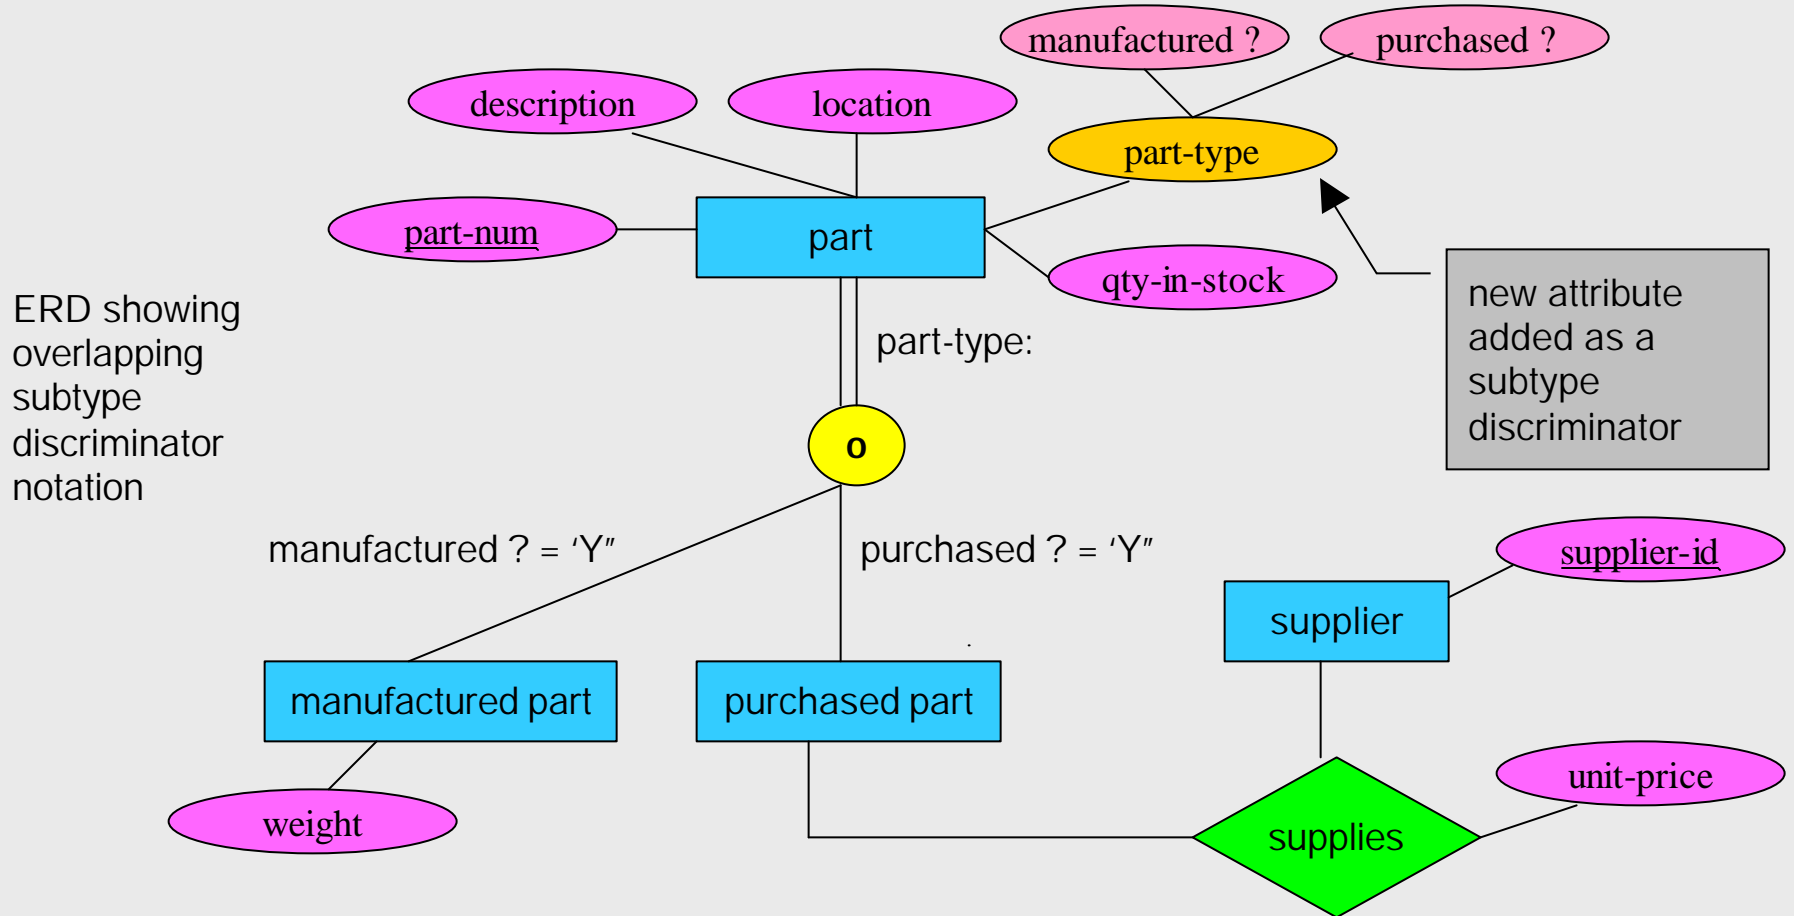 manufactured ?
purchased ?
description
location
part-type
part-num
part
qty-in-stock
ERD showing
overlapping
subtype
discriminator
notation
part-type:
new attribute
added as a
subtype
discriminator
o
manufactured ? = ‘Y”
purchased ? = ‘Y”
supplier-id
supplier
manufactured part
purchased part
unit-price
weight
supplies